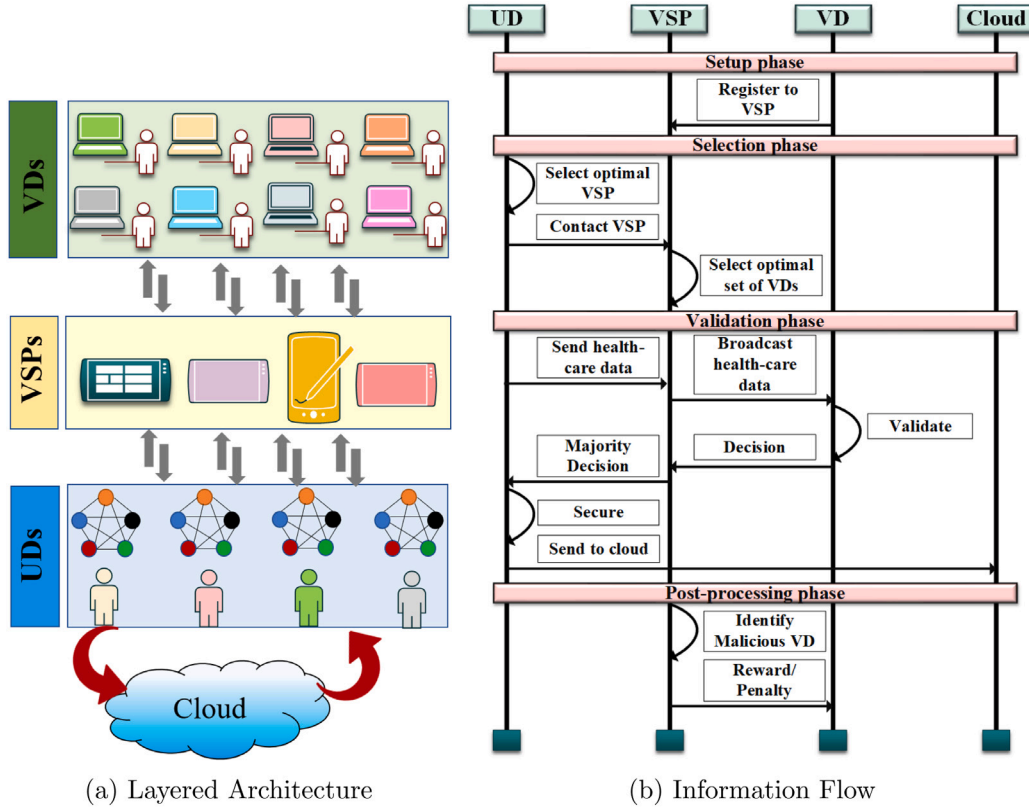 VDs
VSPs
UDs
Cloud
(a) Layered Architecture
UD
VSP
VD
Cloud
Setup phase
Register to
VSP
Selection phase
Select optimal
VSP
Contact VSP
Select optimal
set of VDs
Validation phase
Send health-
care data
Broadcast
health-care
data
Validate
Decision
Majority
Decision
Secure
Send to cloud
Post-processing phase
Identify
Malicious VD
Reward/
Penalty
(b) Information Flow